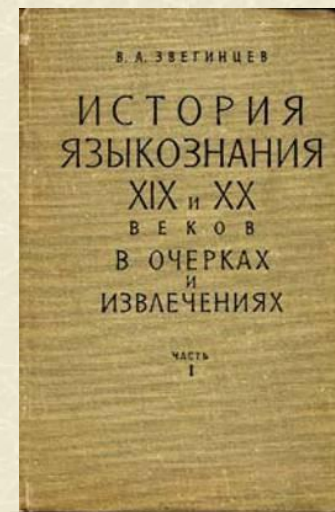 В. А. ЗВЕГИНЦЕВ
ИСТОРИЯ
ЯЗЫКОЗНАНИЯ
XIX и XX
ВЕКОВ
В ОЧЕРКАХ
И
ИЗВЛЕЧЕНИЯХ
ЧАСТЬ
I